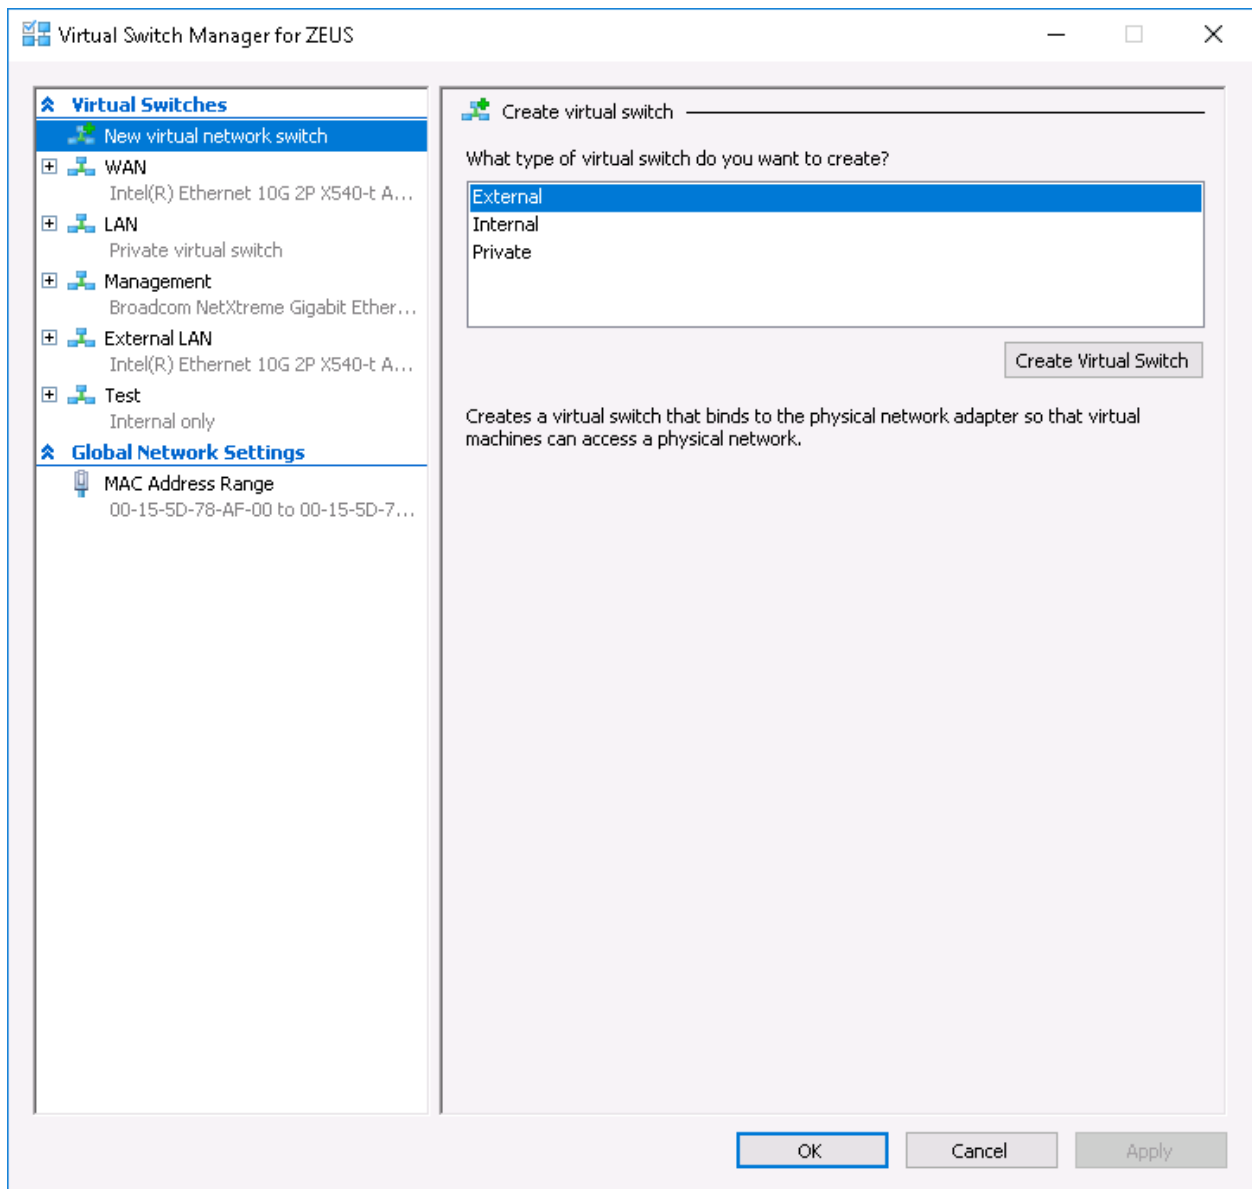 Virtual Switch Manager for ZEUS
Virtual Switches
New virtual network switch
WAN
Intel(R) Ethernet 10G 2P X540-t A...
LAN
Private virtual switch
Management
Broadcom NetXtreme Gigabit Ether...
External LAN
Intel(R) Ethernet 10G 2P X540-t A...
Test
Internal only
Global Network Settings
MAC Address Range
00-15-5D-78-AF-00 to 00-15-5D-7...
Create virtual switch
What type of virtual switch do you want to create?
External
Internal
Private
Create Virtual Switch
Creates a virtual switch that binds to the physical network adapter so that virtual
machines can access a physical network.
OK
Cancel
Apply